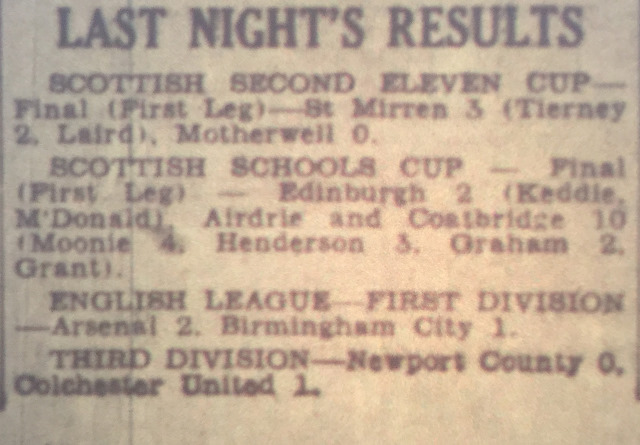 LAST NIGHT'S RESULTS
SCOTTISH SECOND ELEVEN CUP—
Final (First Leg)—St Mirren 3 (Tierney
2, Laird), Motherwell 0.
SCOTTISH SCHOOLS CUP — Final
(First Leg) — Edinburgh 2 (Keddie,
M'Donald), Airdrie and Coatbridge 10
(Moonie 4, Henderson 3, Graham 2,
Grant).
ENGLISH LEAGUE—FIRST DIVISION
—Arsenal 2, Birmingham City 1.
THIRD DIVISION—Newport County 0,
Colchester United 1.